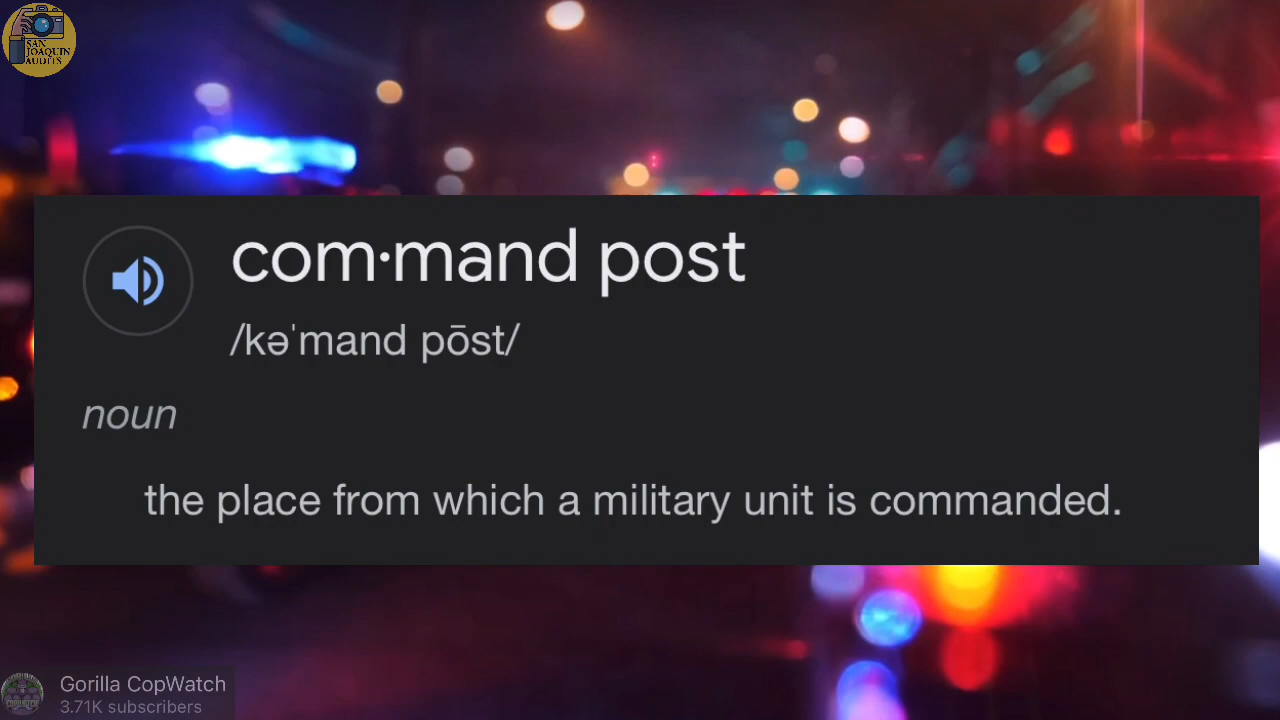 SAN
JOAQUIN
AUDITS
com·mand post
/kəˈmand pōst/
noun
the place from which a military unit is commanded.
Gorilla CopWatch
3.71K subscribers